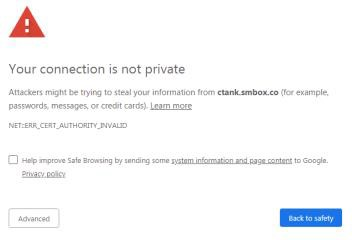 Your connection is not private
Attackers might be trying to steal your information from ctank.smbox.co (for example,
passwords, messages, or credit cards). Learn more
NET::ERR_CERT_AUTHORITY_INVALID
Help improve Safe Browsing by sending some system information and page content to Google.
Privacy policy
Advanced
Back to safety